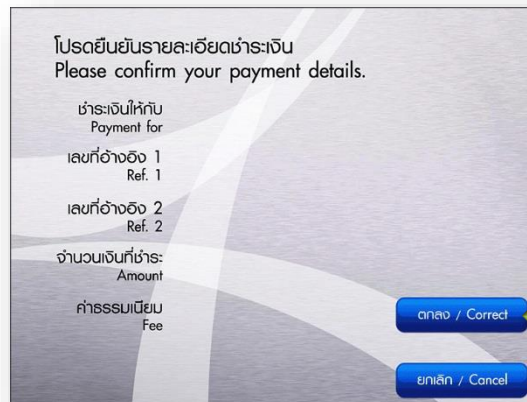 โปรดยืนยันรายละเอียดชำระเงิน
Please confirm your payment details.
ชำระเงินให้กับ
Payment for
เลขที่อ้างอิง 1
Ref. 1
เลขที่อ้างอิง 2
Ref. 2
จำนวนเงินที่ชำระ
Amount
ค่าธรรมเนียม
Fee
ตกลง / Correct
ยกเลิก / Cancel